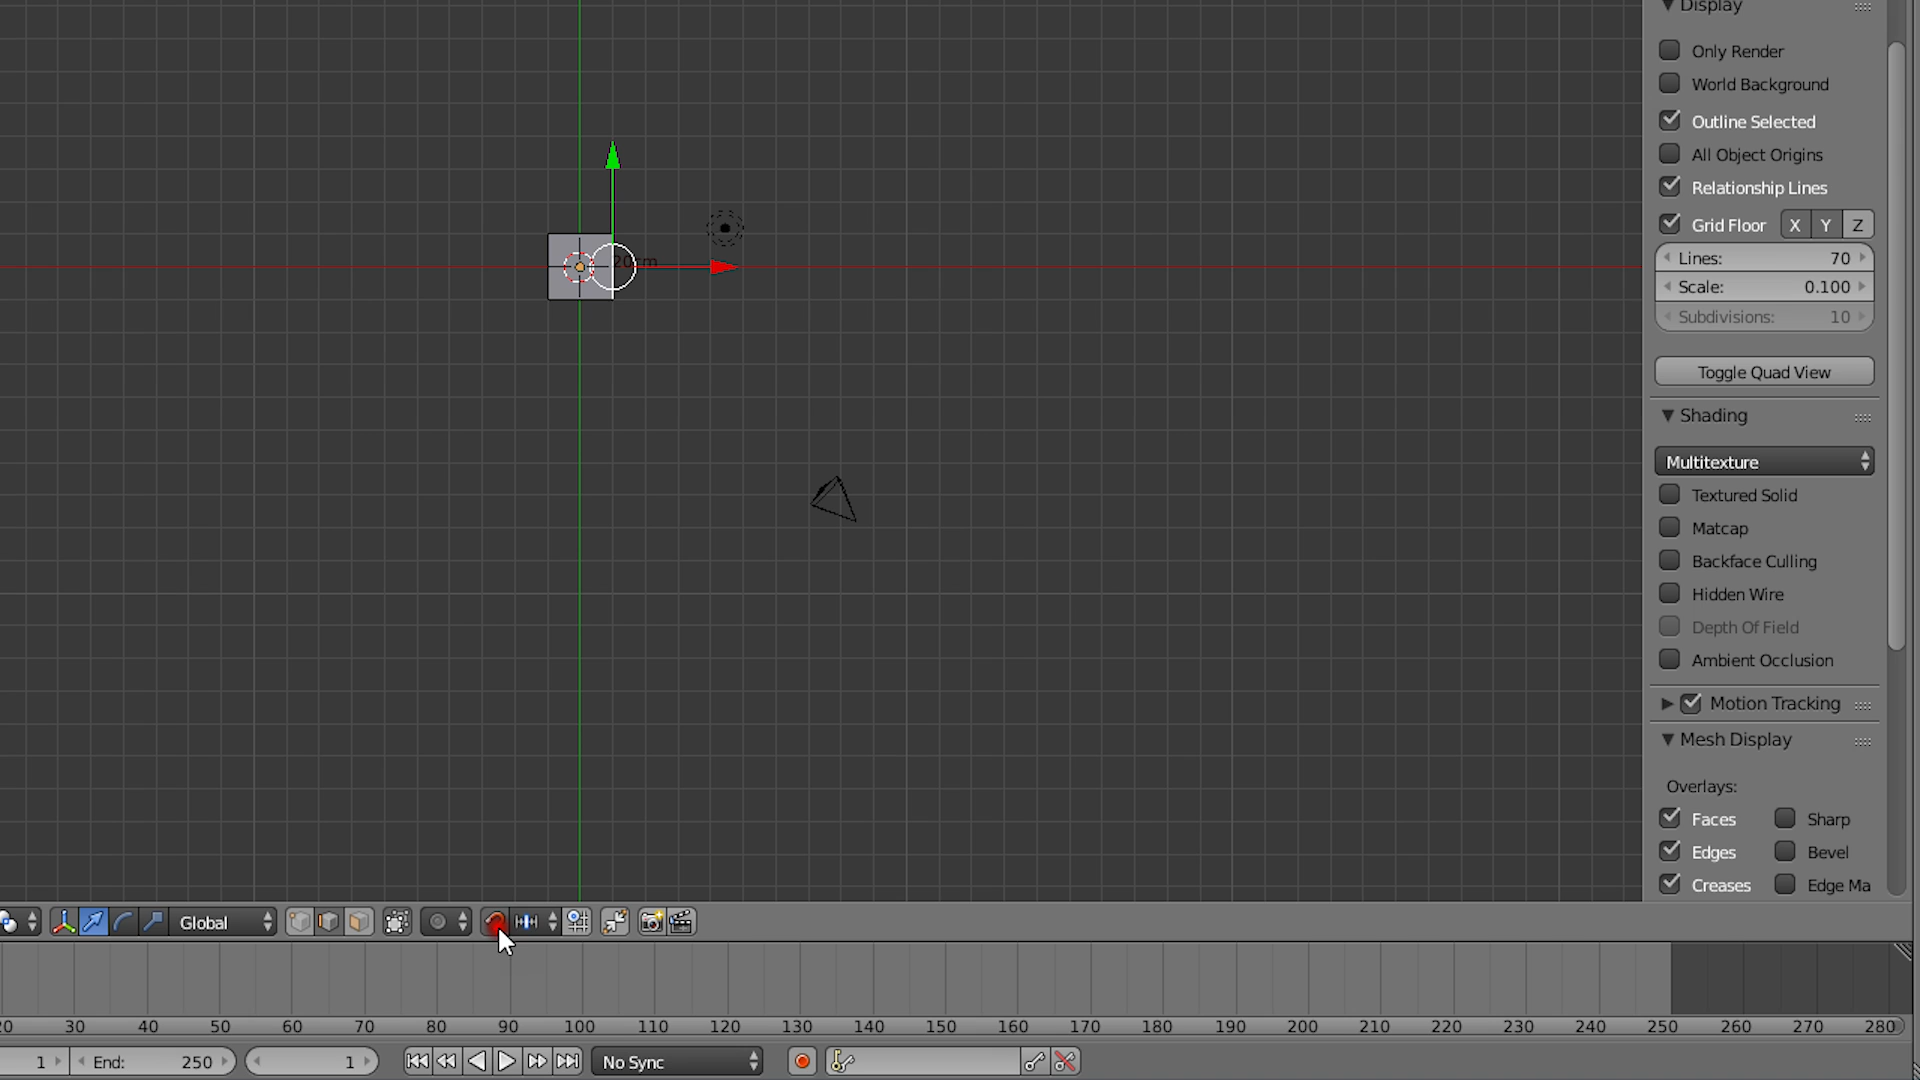 Display
Only Render
World Background
Outline Selected
All Object Origins
Relationship Lines
Grid Floor X Y Z
Lines: 70
Scale: 0.100
Subdivisions: 10
Toggle Quad View
Shading
Multitexture
Textured Solid
Matcap
Backface Culling
Hidden Wire
Depth Of Field
Ambient Occlusion
Motion Tracking
Mesh Display
Overlays:
Faces Sharp
Edges Bevel
Creases Edge Ma
20cm
Global
20 30 40 50 60 70 80 90 100 110 120 130 140 150 160 170 180 190 200 210 220 230 240 250 260 270 280
1 End: 250 1 No Sync